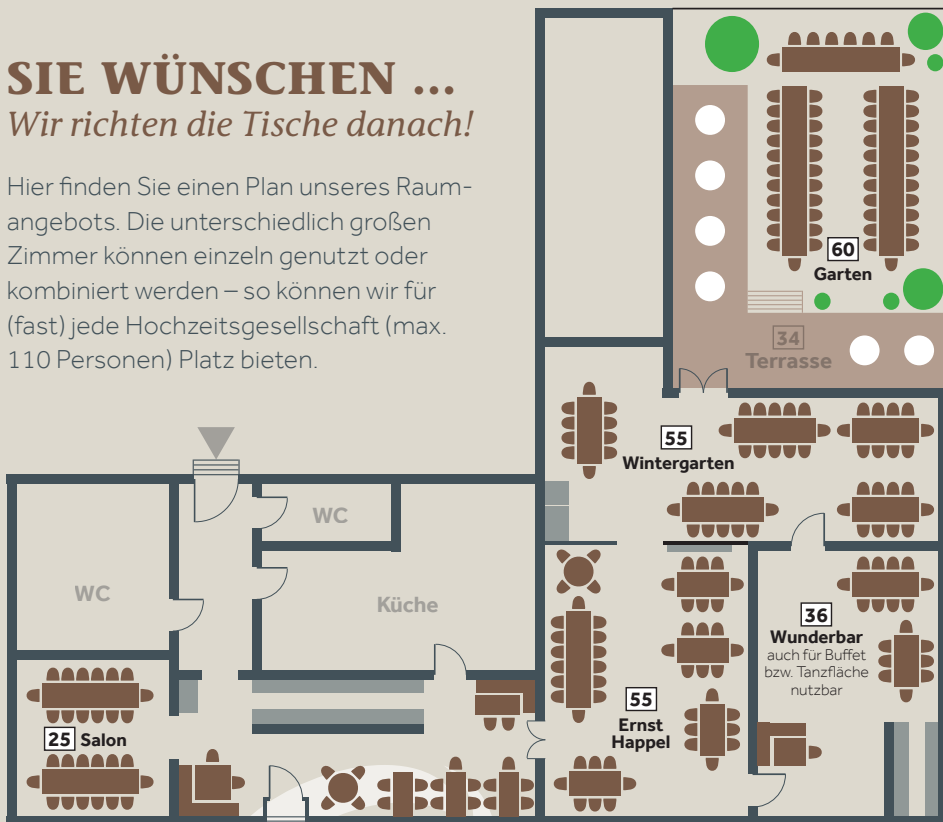 SIE WÜNSCHEN ...
Wir richten die Tische danach!
Hier finden Sie einen Plan unseres Raum-
angebots. Die unterschiedlich großen
Zimmer können einzeln genutzt oder
kombiniert werden – so können wir für
(fast) jede Hochzeitsgesellschaft (max.
110 Personen) Platz bieten.
60
Garten
34
Terrasse
55
Wintergarten
WC
WC
Küche
36
Wunderbar
auch für Buffet
bzw. Tanzfläche
nutzbar
55
Ernst
Happel
25 Salon